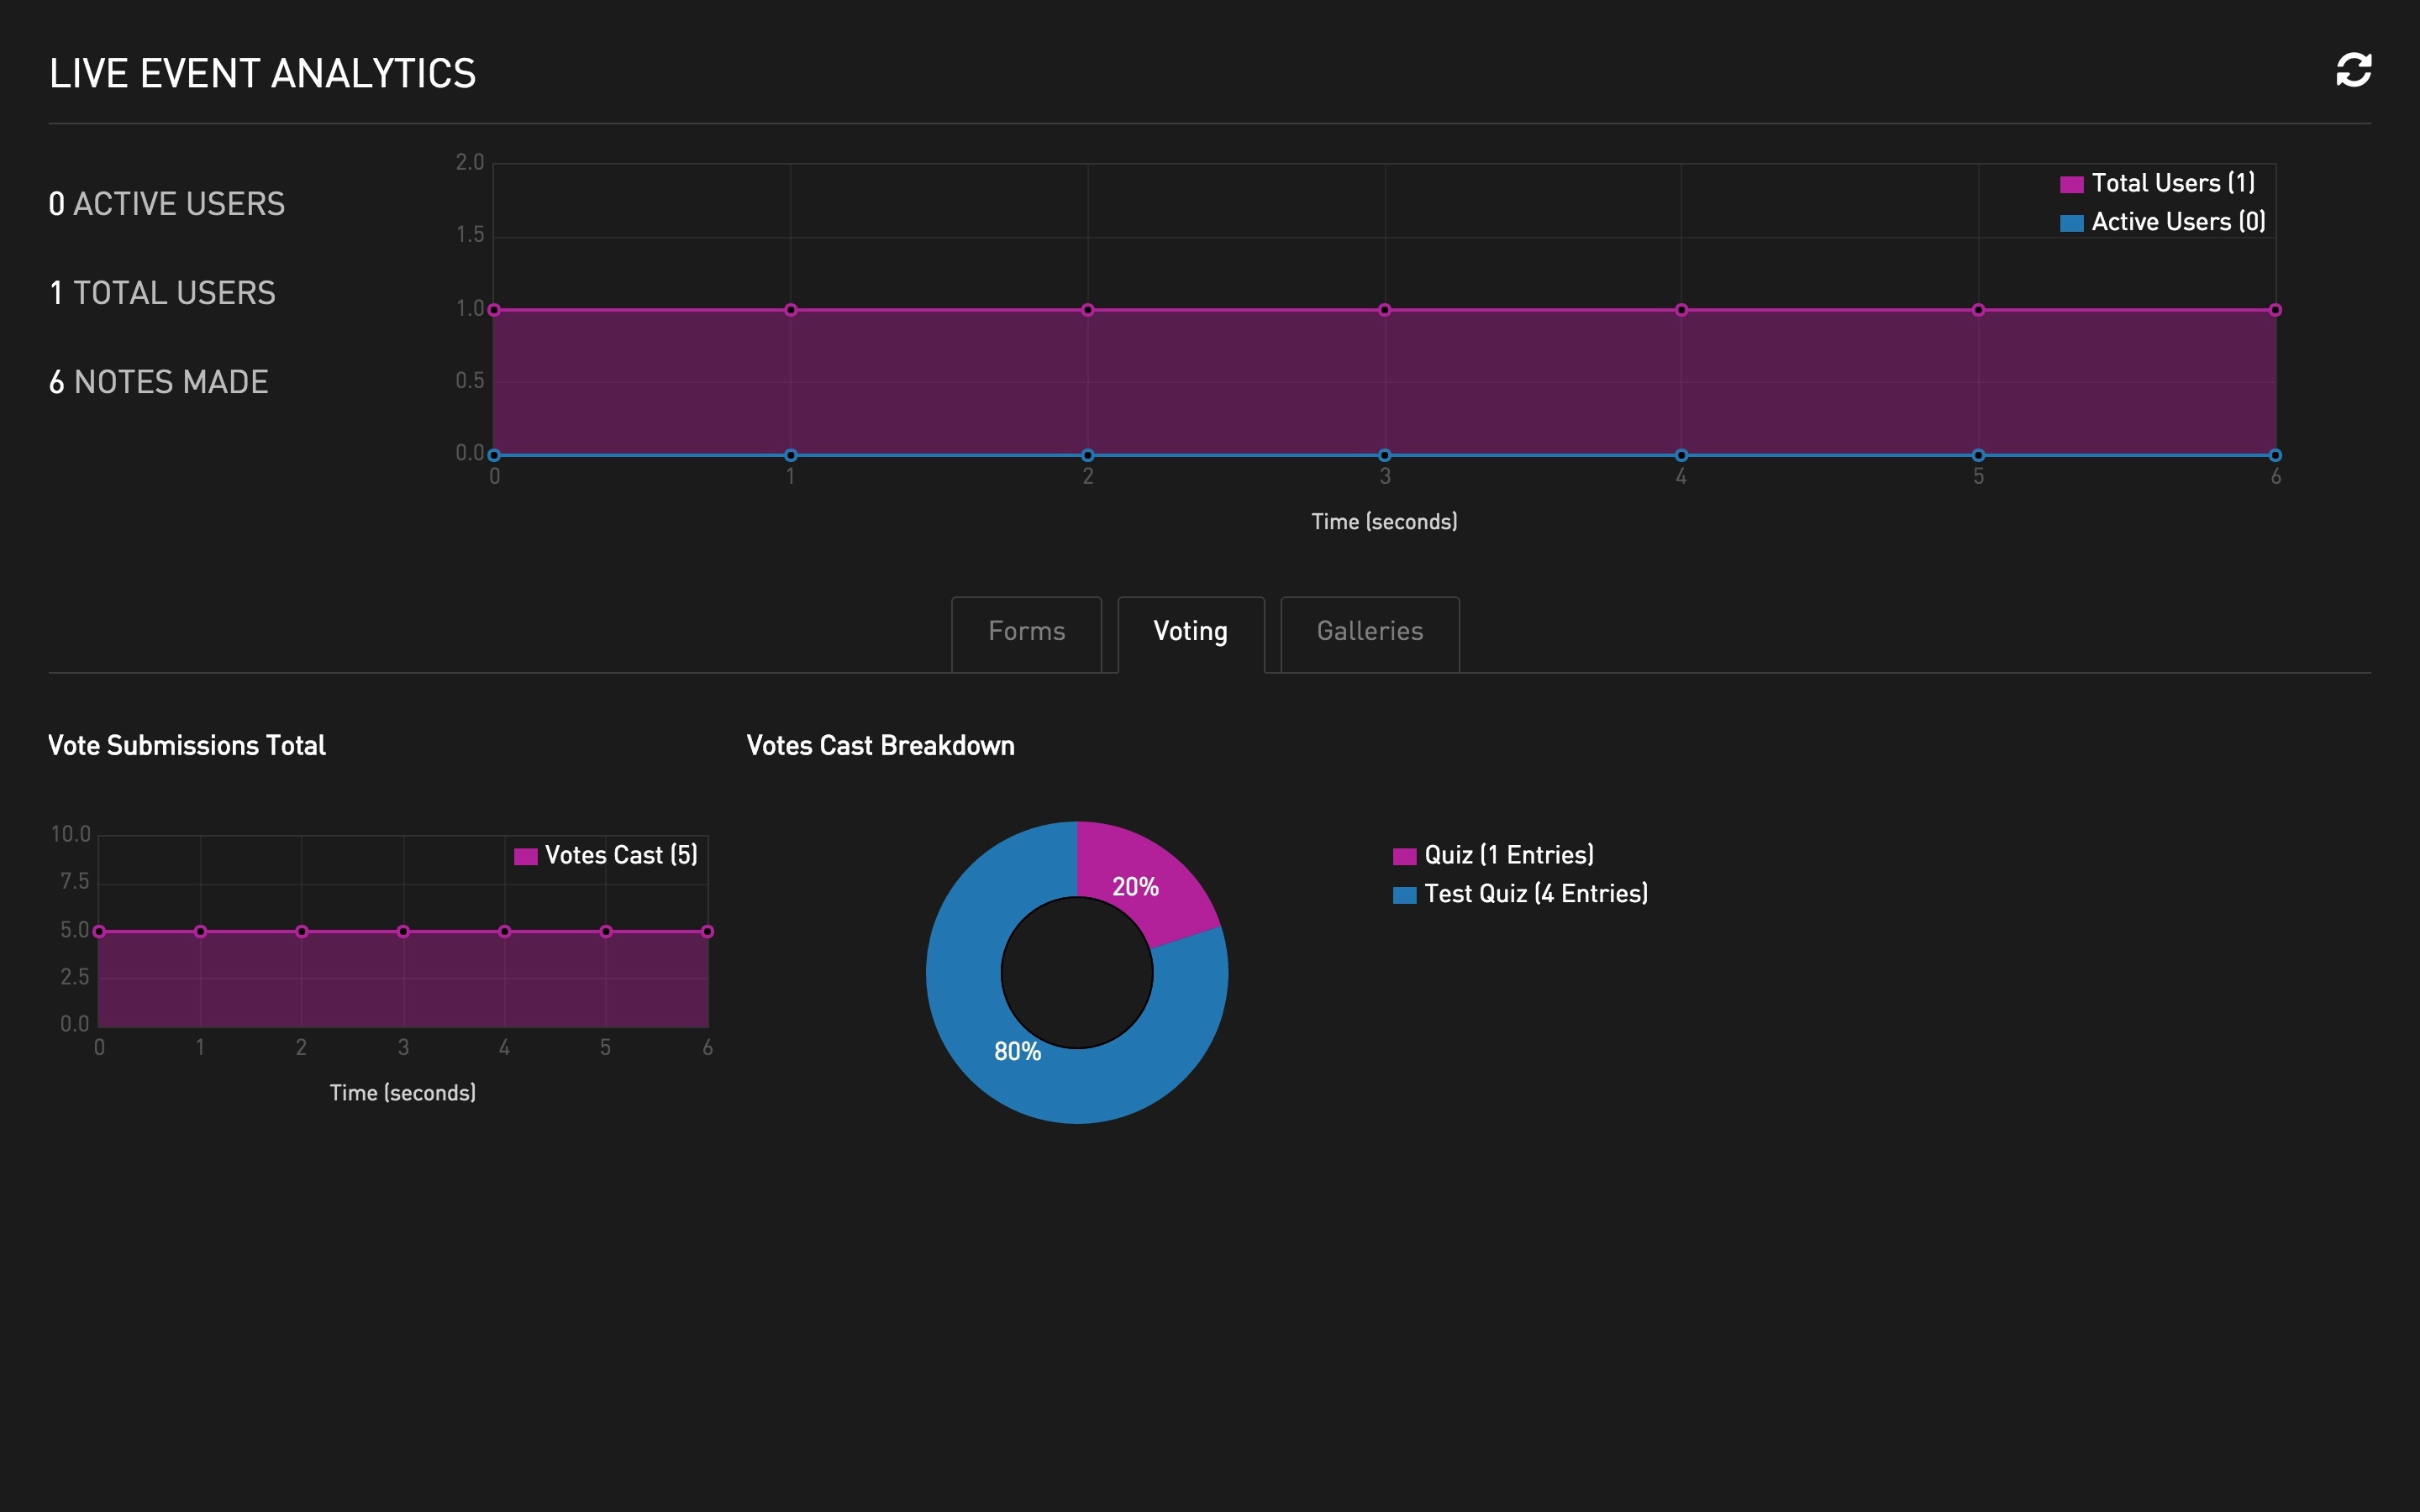 LIVE EVENT ANALYTICS
0 ACTIVE USERS
1 TOTAL USERS
6 NOTES MADE
2.0
1.5
1.0
0.5
0.0
Total Users (1)
Active Users (0)
0 1 2 3 4 5 6
Time (seconds)
Forms Voting Galleries
Vote Submissions Total
10.0
7.5
5.0
2.5
0.0
Votes Cast (5)
0 1 2 3 4 5 6
Time (seconds)
Votes Cast Breakdown
20%
80%
Quiz (1 Entries)
Test Quiz (4 Entries)